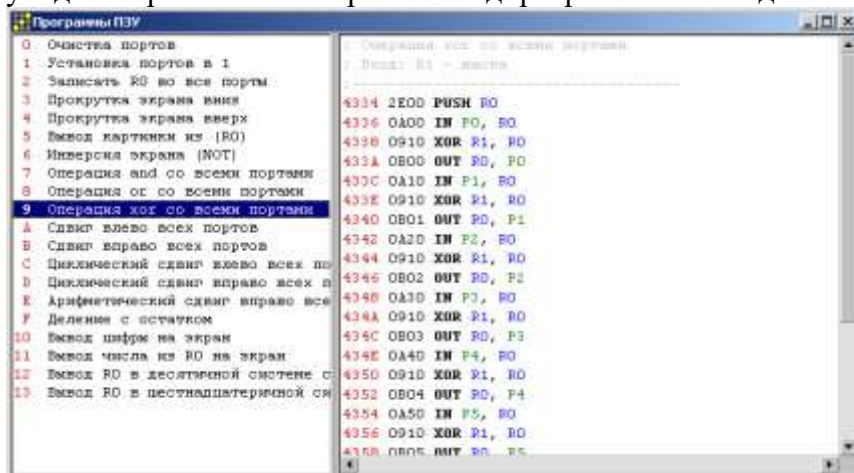 Программы ПЗУ
0 Очистка портов
1 Установка портов в 1
2 Записать R0 во все порты
3 Прокрутка экрана вниз
4 Прокрутка экрана вверх
5 Вывод картинки из (R0)
6 Инверсия экрана (NOT)
7 Операция and со всеми портами
8 Операция or со всеми портами
9 Операция xor со всеми портами
A Сдвиг влево всех портов
B Сдвиг вправо всех портов
C Циклический сдвиг влево всех по
D Циклический сдвиг вправо всех п
E Арифметический сдвиг вправо все
F Деление с остатком
10 Вывод цифры на экран
11 Вывод числа из R0 на экран
12 Вывод R0 в десятичной системе с
13 Вывод R0 в шестнадцатеричной си
; Операция xor со всеми портами
; Вход: R1 - маска
;----------------------------------------
4334 2E00 PUSH R0
4336 0A00 IN P0, R0
4338 0910 XOR R1, R0
433A 0B00 OUT R0, P0
433C 0A10 IN P1, R0
433E 0910 XOR R1, R0
4340 0B01 OUT R0, P1
4342 0A20 IN P2, R0
4344 0910 XOR R1, R0
4346 0B02 OUT R0, P2
4348 0A30 IN P3, R0
434A 0910 XOR R1, R0
434C 0B03 OUT R0, P3
434E 0A40 IN P4, R0
4350 0910 XOR R1, R0
4352 0B04 OUT R0, P4
4354 0A50 IN P5, R0
4356 0910 XOR R1, R0
4358 0B05 OUT R0, P5